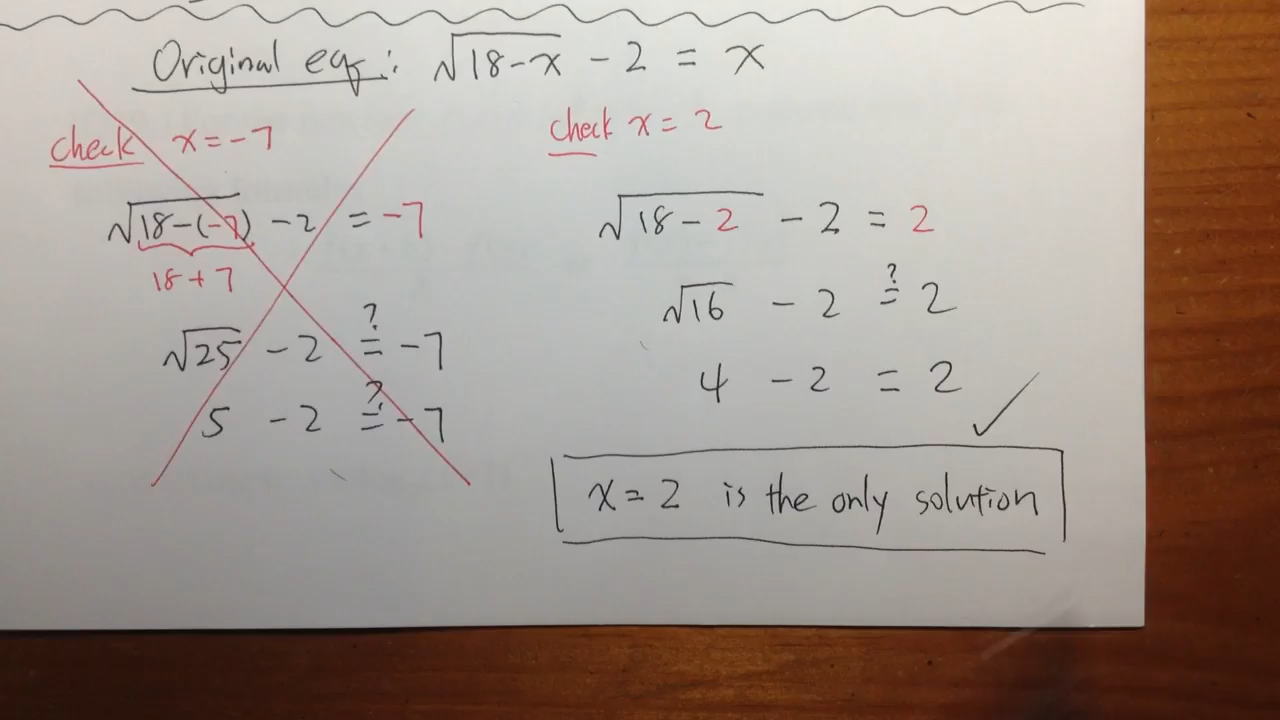 Original eq: √18-x - 2 = x
check x = -7
√18-(-7) - 2 = -7
18 + 7
√25 - 2 ?= -7
5 - 2 ?= -7
check x = 2
√18 - 2 - 2 = 2
√16 - 2 ?= 2
4 - 2 = 2 ✓
x = 2 is the only solution